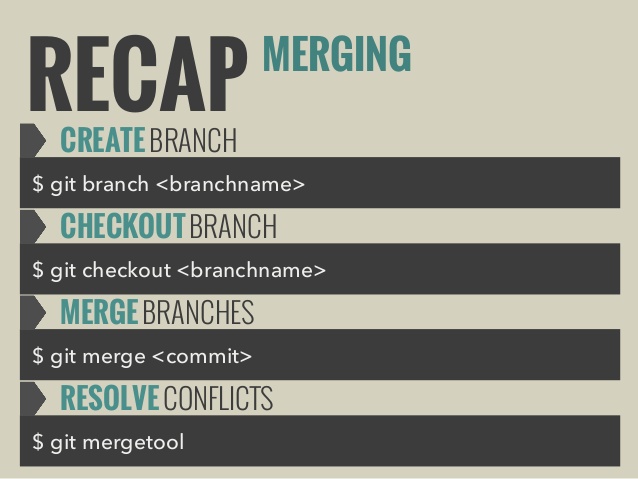 RECAP MERGING
CREATE BRANCH
$ git branch <branchname>
CHECKOUT BRANCH
$ git checkout <branchname>
MERGE BRANCHES
$ git merge <commit>
RESOLVE CONFLICTS
$ git mergetool